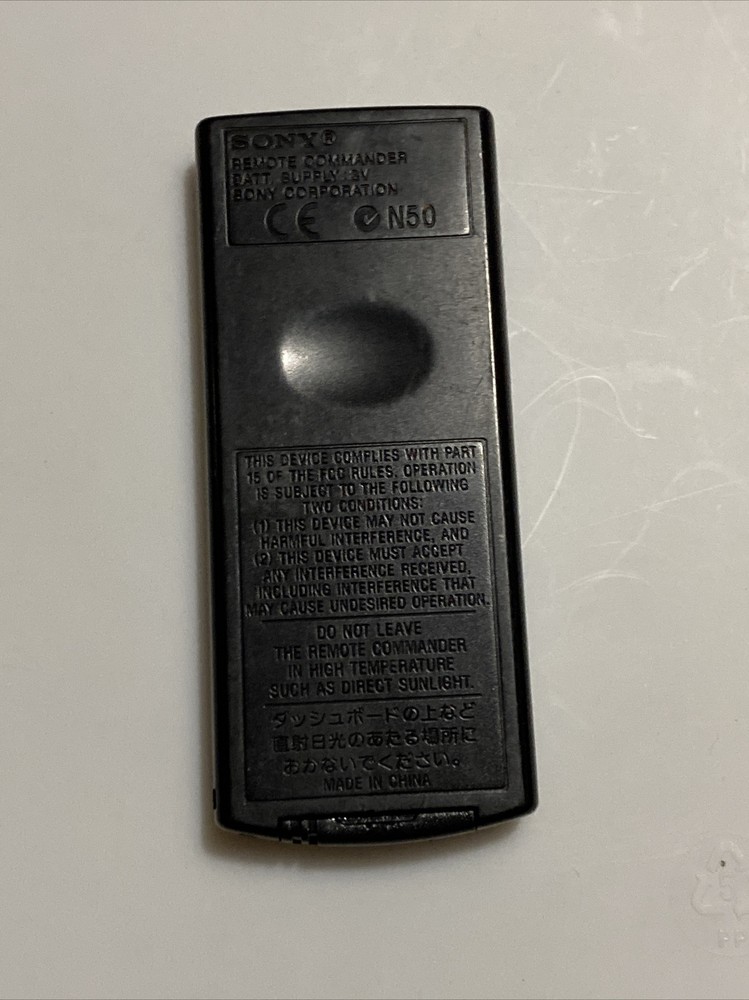 SONY®
REMOTE COMMANDER
BATT. SUPPLY:3V
SONY CORPORATION
CE N50
THIS DEVICE COMPLIES WITH PART
15 OF THE FCC RULES. OPERATION
IS SUBJECT TO THE FOLLOWING
TWO CONDITIONS:
(1) THIS DEVICE MAY NOT CAUSE
HARMFUL INTERFERENCE, AND
(2) THIS DEVICE MUST ACCEPT
ANY INTERFERENCE RECEIVED,
INCLUDING INTERFERENCE THAT
MAY CAUSE UNDESIRED OPERATION.
DO NOT LEAVE
THE REMOTE COMMANDER
IN HIGH TEMPERATURE
SUCH AS DIRECT SUNLIGHT.
ダッシュボードの上など
直射日光のあたる場所に
おかないでください。
MADE IN CHINA
5
PP